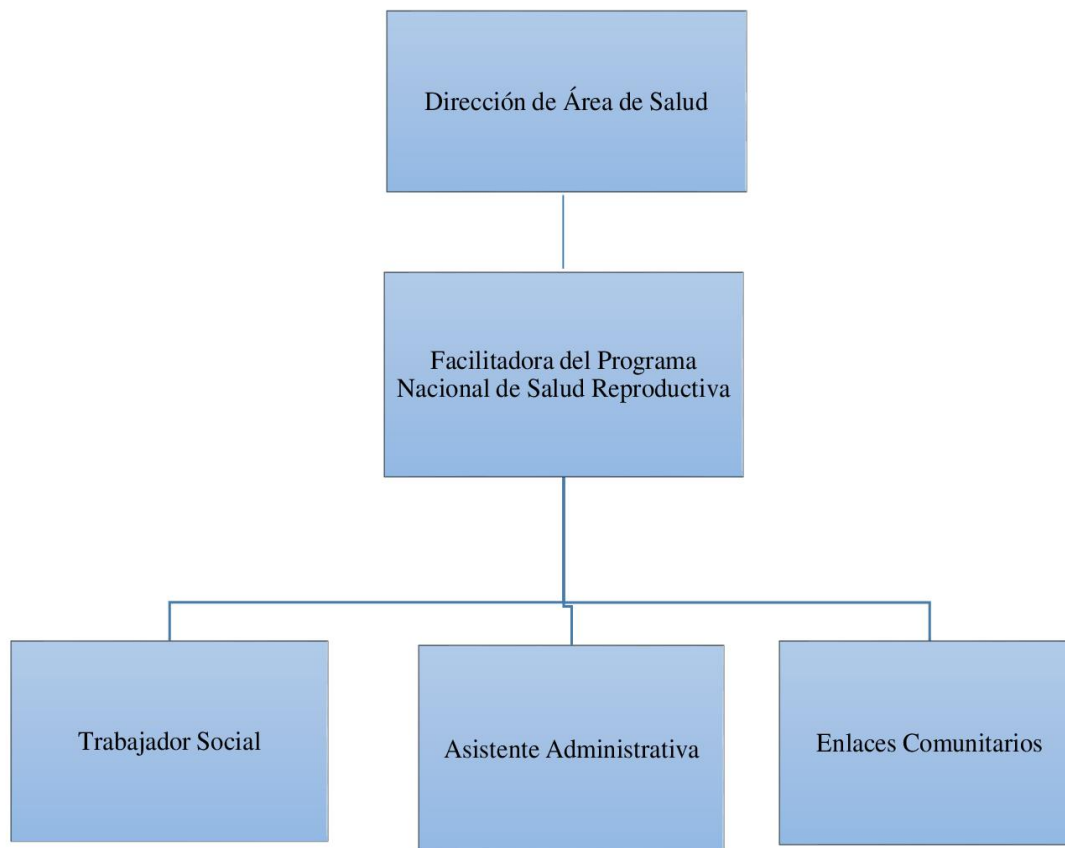 Dirección de Área de Salud
Facilitadora del Programa
Nacional de Salud Reproductiva
Trabajador Social
Asistente Administrativa
Enlaces Comunitarios